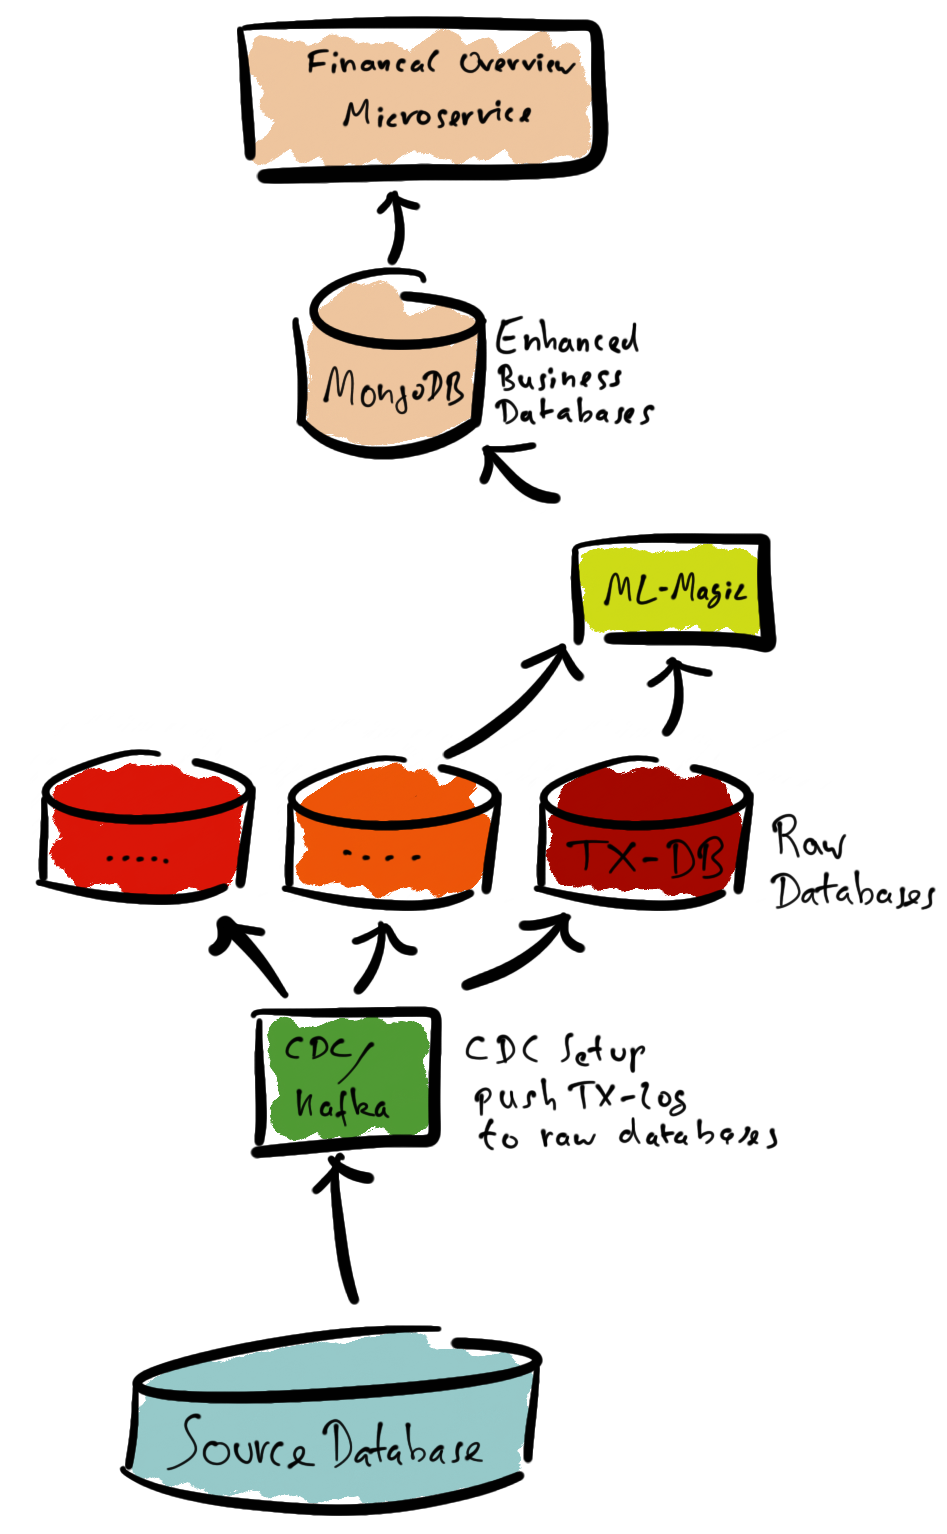 Financal Overview
Microservice
MongoDB
Enhanced
Business
Databases
ML-Magic
.....
....
TX-DB
Raw
Databases
CDC/
Kafka
CDC Setup
push TX-log
to raw databases
Source Database